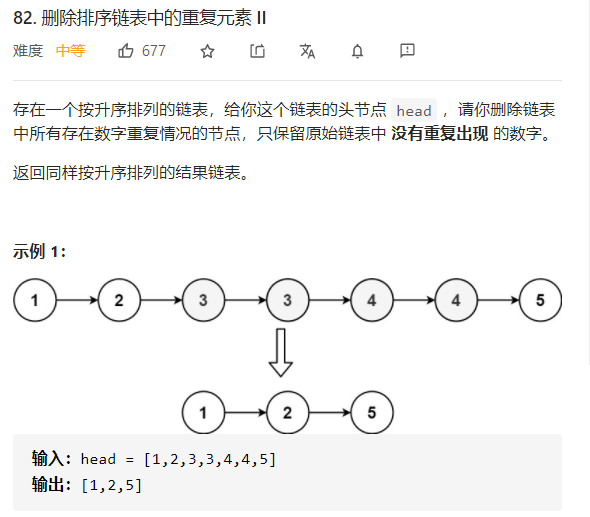 82. 删除排序链表中的重复元素 II
难度 中等 677
存在一个按升序排列的链表，给你这个链表的头节点 head ，请你删除链表
中所有存在数字重复情况的节点，只保留原始链表中 没有重复出现 的数字。
返回同样按升序排列的结果链表。
示例 1：
1 2 3 3 4 4 5
1 2 5
输入：head = [1,2,3,3,4,4,5]
输出：[1,2,5]